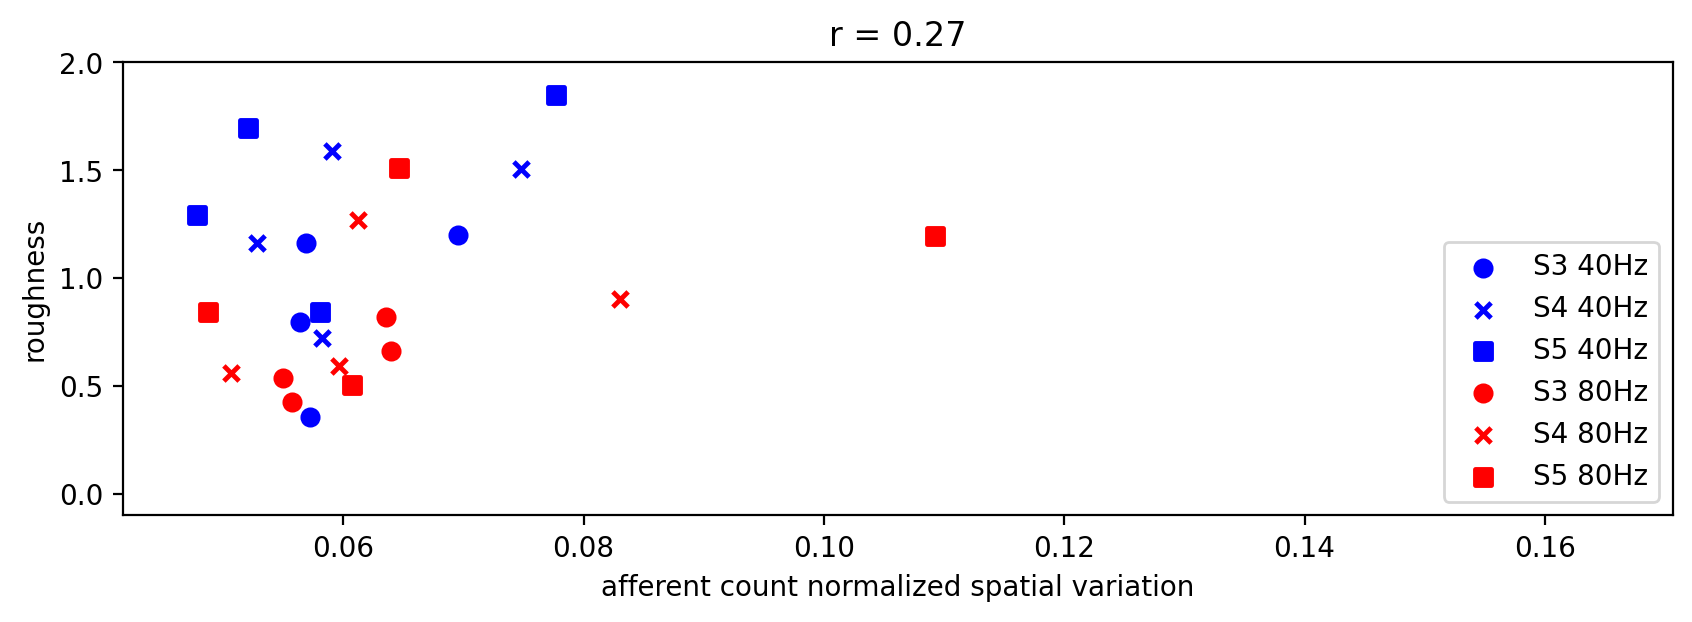 r = 0.27
2.0
1.5
1.0
0.5
0.0
roughness
0.06 0.08 0.10 0.12 0.14 0.16
afferent count normalized spatial variation
S3 40Hz
S4 40Hz
S5 40Hz
S3 80Hz
S4 80Hz
S5 80Hz